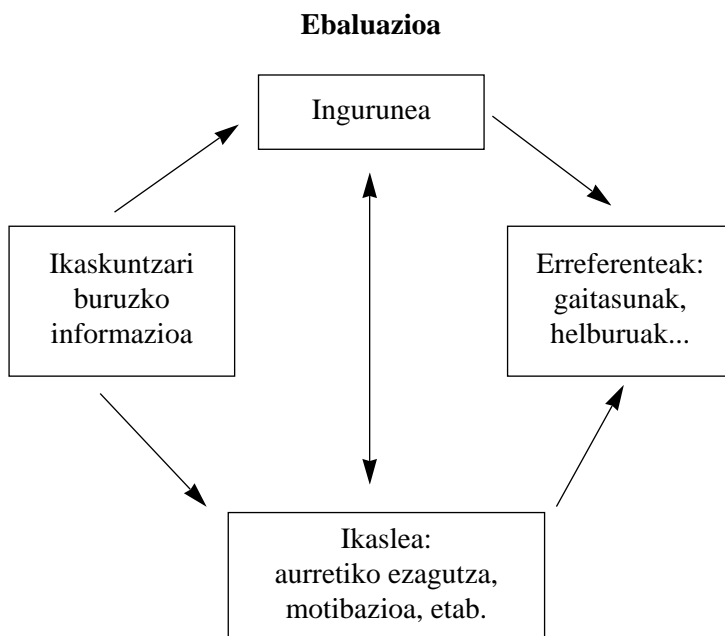 Ebaluazioa
Ingurunea
Ikaskuntzari
buruzko
informazioa
Erreferenteak:
gaitasunak,
helburuak...
Ikaslea:
aurretiko ezagutza,
motibazioa, etab.